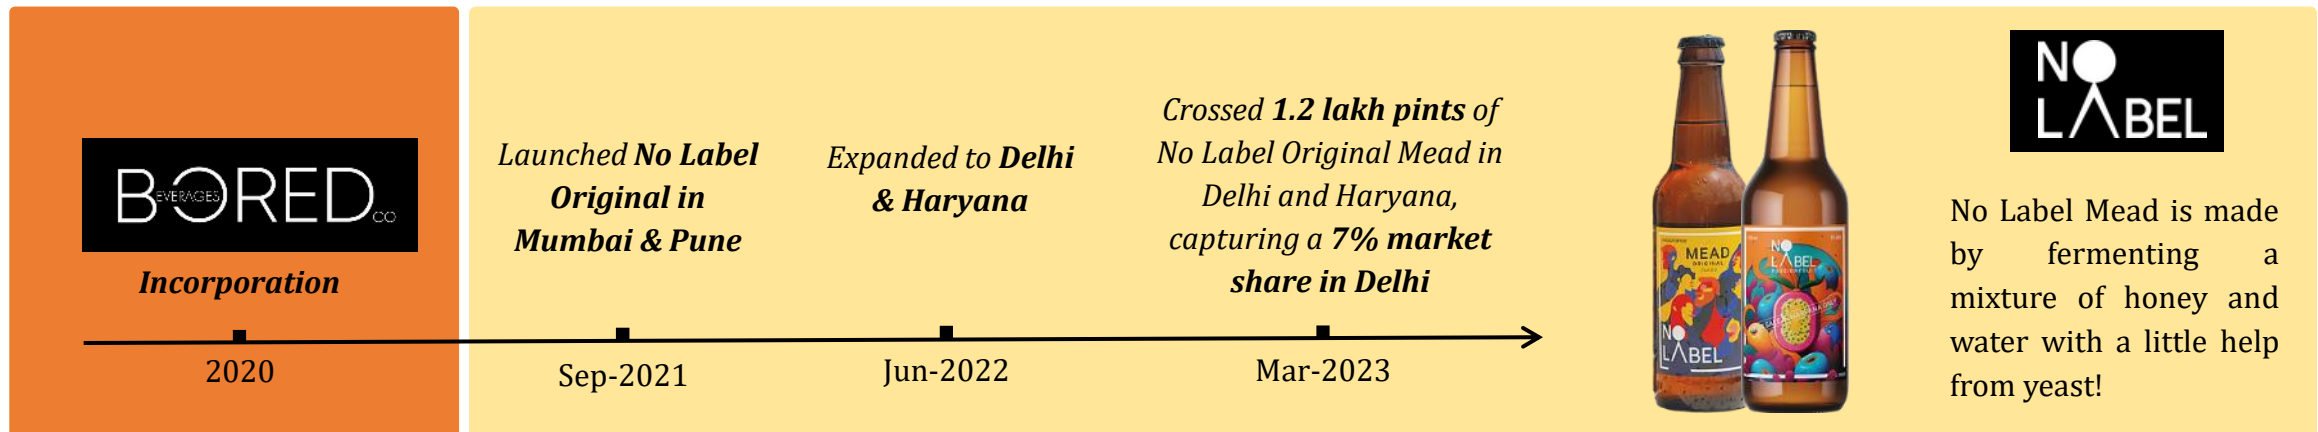 BORED
EVERAGES
CO
Incorporation
2020
Launched No Label
Original in
Mumbai & Pune
Sep-2021
Expanded to Delhi
& Haryana
Jun-2022
Crossed 1.2 lakh pints of
No Label Original Mead in
Delhi and Haryana,
capturing a 7% market
share in Delhi
Mar-2023
MEAD
ORIGINAL
NO
LABEL
NO
LABEL
NO
LABEL
No Label Mead is made
by fermenting a
mixture of honey and
water with a little help
from yeast!